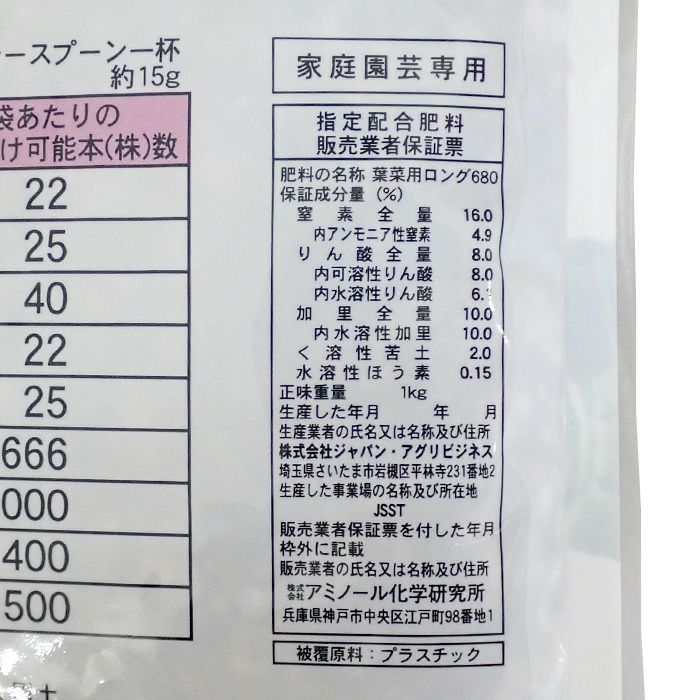 ースプーン一杯
約15g
袋あたりの
け可能本(株)数
22
25
40
22
25
666
000
400
500
家庭園芸専用
指定配合肥料
販売業者保証票
肥料の名称 葉菜用ロング680
保証成分量(%)
窒素全量 16.0
内アンモニア性窒素 4.9
りん酸全量 8.0
内可溶性りん酸 8.0
内水溶性りん酸 6.
加里全量 10.0
内水溶性加里 10.0
く溶性苦土 2.0
水溶性ほう素 0.15
正味重量 1kg
生産した年月 年 月
生産業者の氏名又は名称及び住所
株式会社ジャパン・アグリビジネス
埼玉県さいたま市岩槻区平林寺231番地2
生産した事業場の名称及び所在地
JSST
販売業者保証票を付した年月
枠外に記載
販売業者の氏名又は名称及び住所
株式会社アミノール化学研究所
兵庫県神戸市中央区江戸町98番地1
被覆原料:プラスチック